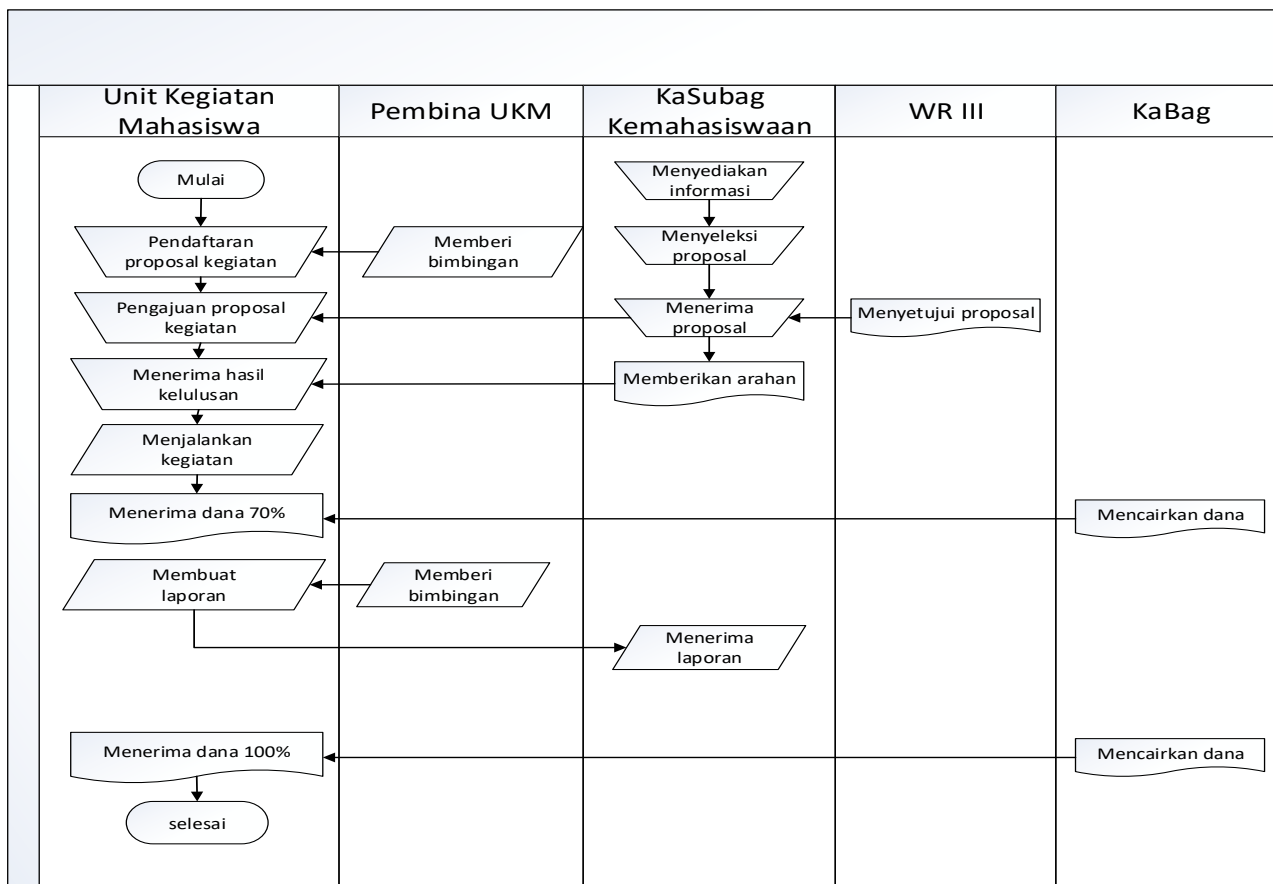 Unit Kegiatan
Mahasiswa
Pembina UKM
KaSubag
Kemahasiswaan
WR III
KaBag
Mulai
Menyediakan
informasi
Pendaftaran
proposal kegiatan
Memberi
bimbingan
Menyeleksi
proposal
Pengajuan proposal
kegiatan
Menerima
proposal
Menyetujui proposal
Menerima hasil
kelulusan
Memberikan arahan
Menjalankan
kegiatan
Menerima dana 70%
Mencairkan dana
Membuat
laporan
Memberi
bimbingan
Menerima
laporan
Menerima dana 100%
Mencairkan dana
selesai